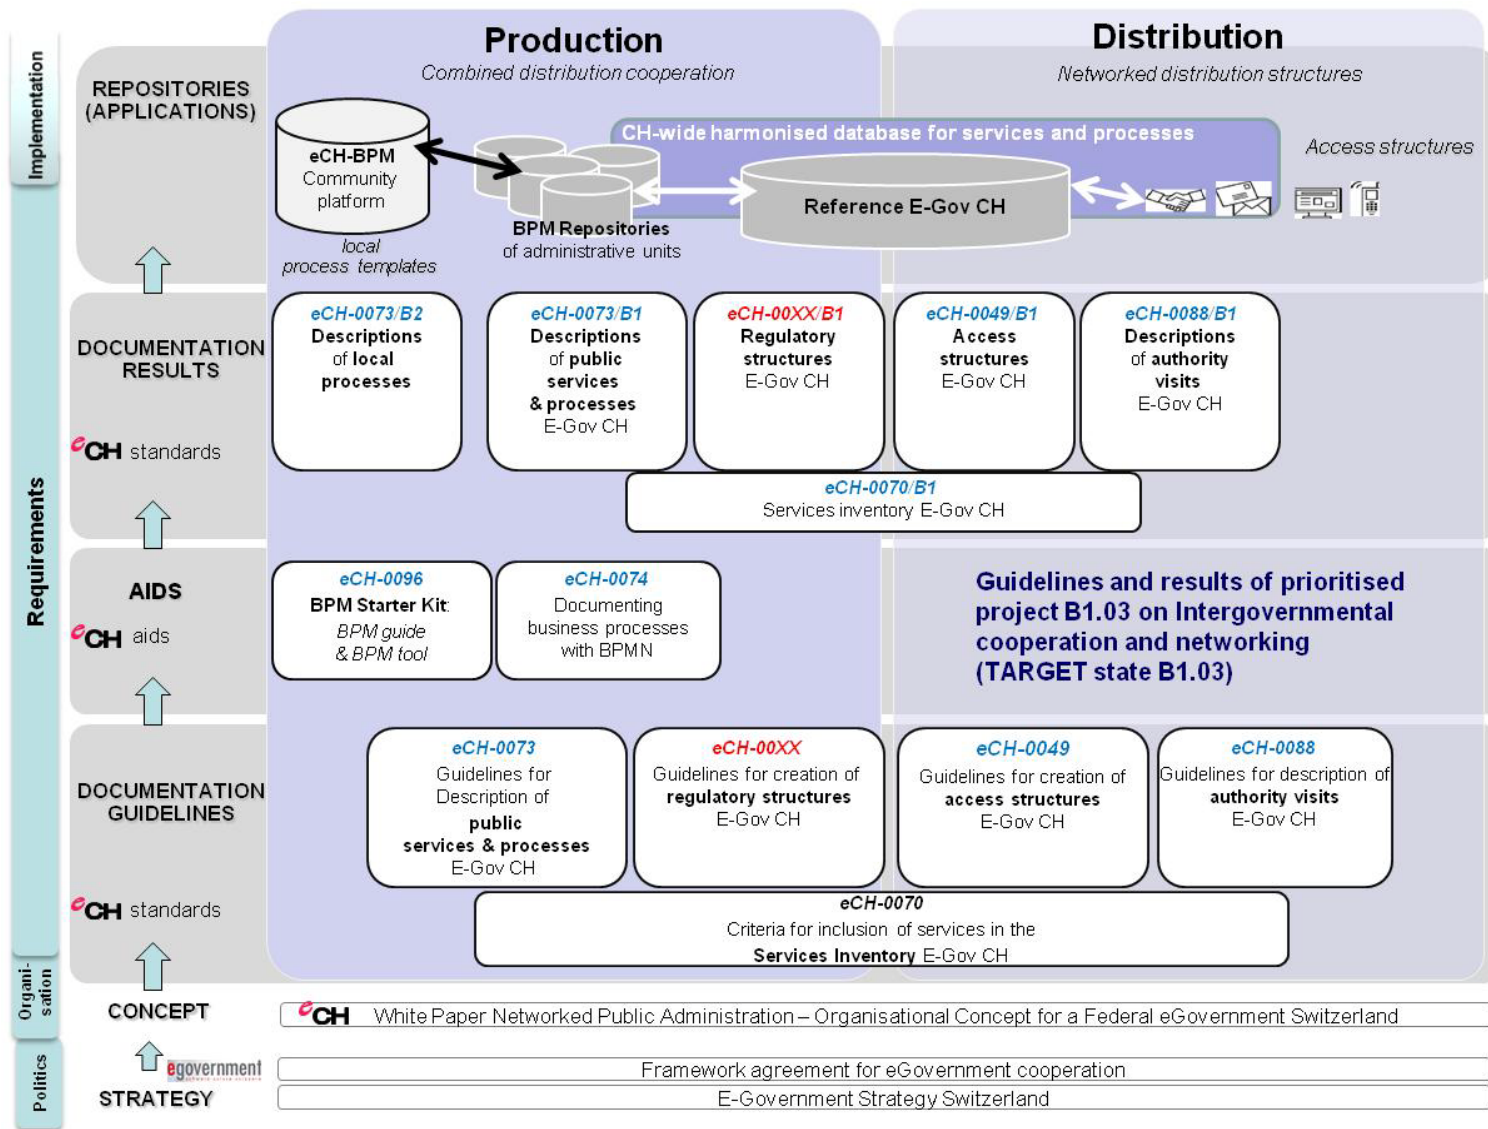 Production
Combined distribution cooperation
Distribution
Networked distribution structures
Implementation
REPOSITORIES
(APPLICATIONS)
eCH-BPM
Community
platform
local
process templates
CH-wide harmonised database for services and processes
BPM Repositories
of administrative units
Reference E-Gov CH
Access structures
Requirements
DOCUMENTATION
RESULTS
eCH standards
eCH-0073/B2
Descriptions
of local
processes
eCH-0073/B1
Descriptions
of public
services
& processes
E-Gov CH
eCH-00XX/B1
Regulatory
structures
E-Gov CH
eCH-0049/B1
Access
structures
E-Gov CH
eCH-0088/B1
Descriptions
of authority
visits
E-Gov CH
eCH-0070/B1
Services inventory E-Gov CH
AIDS
eCH aids
eCH-0096
BPM Starter Kit:
BPM guide
& BPM tool
eCH-0074
Documenting
business processes
with BPMN
Guidelines and results of prioritised
project B1.03 on Intergovernmental
cooperation and networking
(TARGET state B1.03)
DOCUMENTATION
GUIDELINES
eCH standards
eCH-0073
Guidelines for
Description of
public
services & processes
E-Gov CH
eCH-00XX
Guidelines for creation of
regulatory structures
E-Gov CH
eCH-0049
Guidelines for creation of
access structures
E-Gov CH
eCH-0088
Guidelines for description of
authority visits
E-Gov CH
eCH-0070
Criteria for inclusion of services in the
Services Inventory E-Gov CH
Organi-
sation
CONCEPT
eCH White Paper Networked Public Administration – Organisational Concept for a Federal eGovernment Switzerland
Politics
egovernment
STRATEGY
Framework agreement for eGovernment cooperation
E-Government Strategy Switzerland